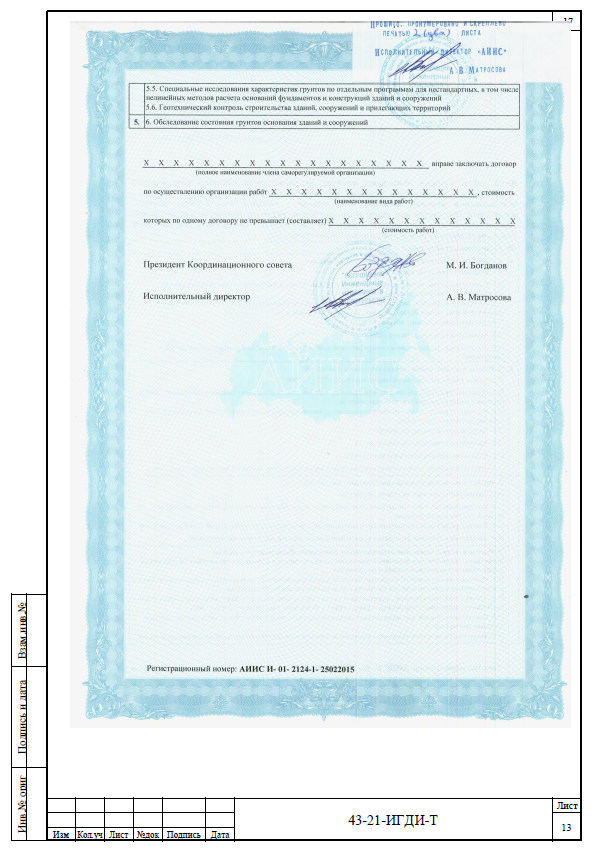 17
ПРОШИТО, ПРОНУМЕРОВАНО И СКРЕПЛЕНО
ПЕЧАТЬЮ 2 (два) ЛИСТА
ИСПОЛНИТЕЛЬНЫЙ ДИРЕКТОР «АИИС»
А В МАТРОСОВА
5.5. Специальные исследования характеристик грунтов по отдельным программам для нестандартных, в том числе
нелинейных методов расчета оснований фундаментов и конструкций зданий и сооружений
5.6. Геотехнический контроль строительства зданий, сооружений и прилегающих территорий
5. 6. Обследование состояния грунтов основания зданий и сооружений
Х Х Х Х Х Х Х Х Х Х Х Х Х Х Х Х Х Х Х вправе заключать договор
(полное наименование члена саморегулируемой организации)
по осуществлению организации работ Х Х Х Х Х Х Х Х Х Х Х Х Х Х, стоимость
(наименование вида работ)
которых по одному договору не превышает (составляет) Х Х Х Х Х Х Х Х Х Х Х Х Х
(стоимость работ)
Президент Координационного совета М. И. Богданов
Исполнительный директор А. В. Матросова
АИИС
Регистрационный номер: АИИС И- 01- 2124-1- 25022015
Взам.инв.№
Подпись и дата
Инв.№ ориг
Изм Кол.уч Лист №док Подпись Дата
43-21-ИГДИ-Т
Лист
13